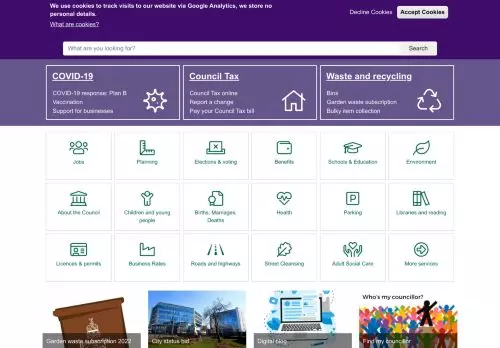 We use cookies to track visits to our website via Google Analytics, we store no
personal details.
What are cookies?
Decline Cookies
Accept Cookies
What are you looking for?
Search
COVID-19
COVID-19 response: Plan B
Vaccination
Support for businesses
Council Tax
Council Tax online
Report a change
Pay your Council Tax bill
Waste and recycling
Bins
Garden waste subscription
Bulky item collection
Jobs
Planning
Elections & voting
Benefits
Schools & Education
Environment
About the Council
Children and young
people
Births, Marriages,
Deaths
Health
Parking
Libraries and reading
Licences & permits
Business Rates
Roads and highways
Street Cleansing
Adult Social Care
More services
Garden waste subscription 2022
City status bid
Digital blog
Who's my councillor?
Find my councillor